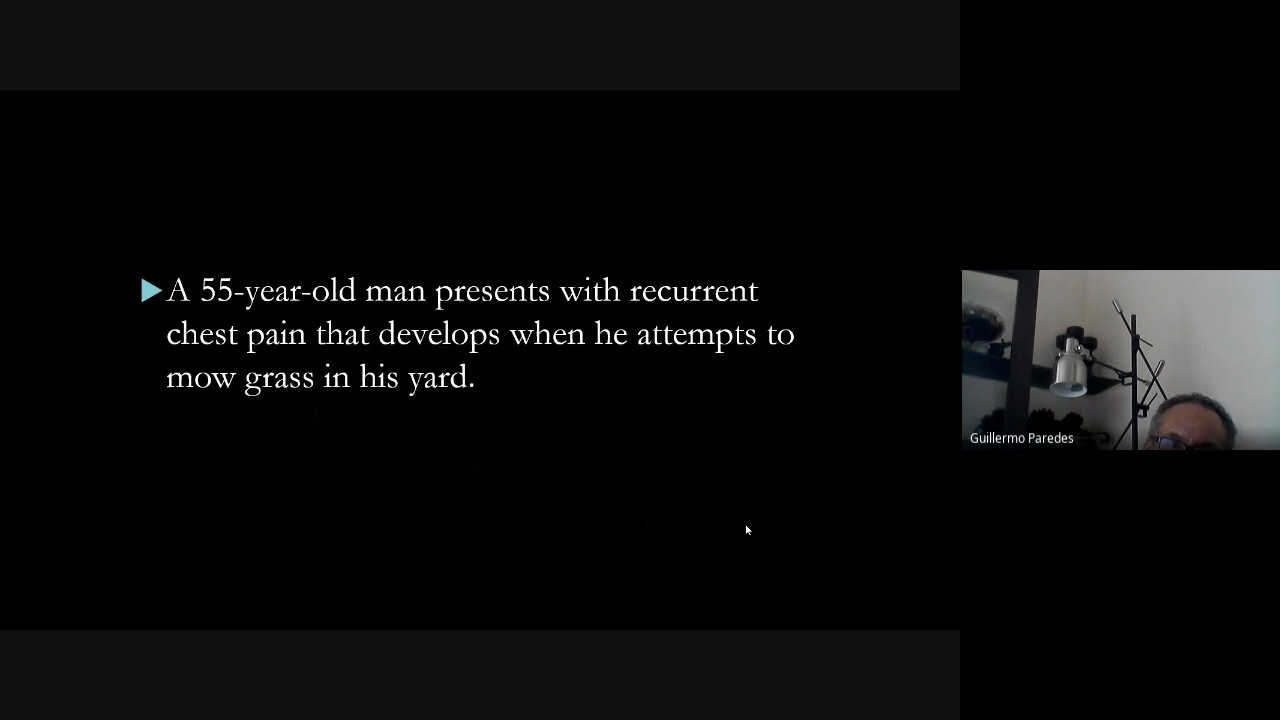 A 55-year-old man presents with recurrent
chest pain that develops when he attempts to
mow grass in his yard.
Guillermo Paredes